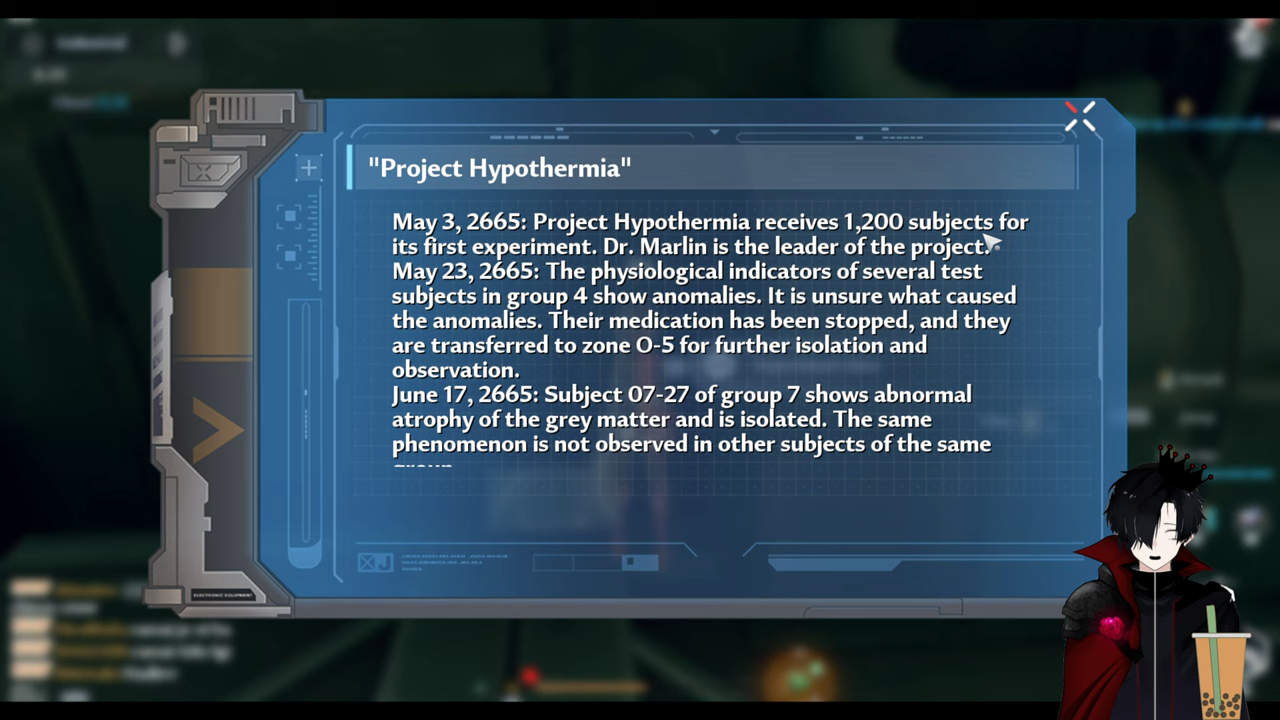 "Project Hypothermia"
May 3, 2665: Project Hypothermia receives 1,200 subjects for
its first experiment. Dr. Marlin is the leader of the project.
May 23, 2665: The physiological indicators of several test
subjects in group 4 show anomalies. It is unsure what caused
the anomalies. Their medication has been stopped, and they
are transferred to zone O-5 for further isolation and
observation.
June 17, 2665: Subject 07-27 of group 7 shows abnormal
atrophy of the grey matter and is isolated. The same
phenomenon is not observed in other subjects of the same
ELECTRONIC EQUIPMENT